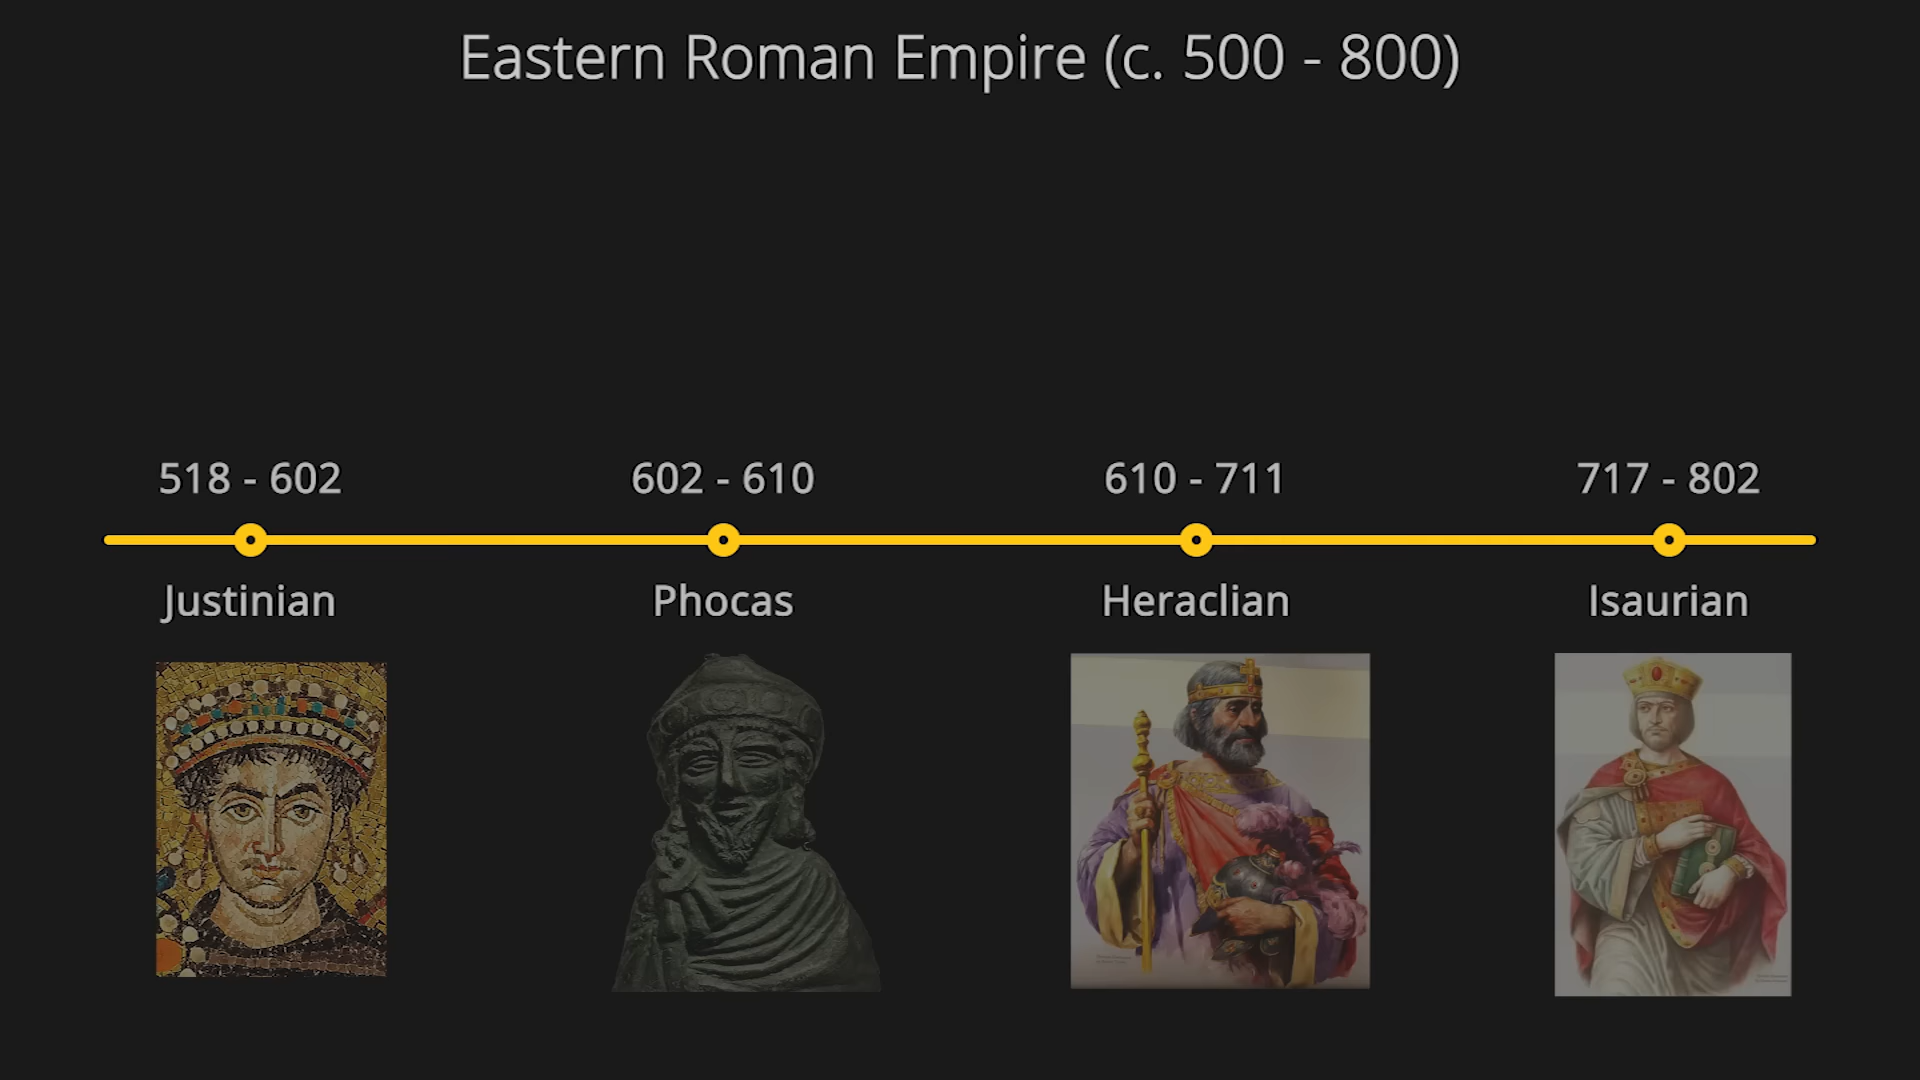 Eastern Roman Empire (c. 500 - 800)
518 - 602
602 - 610
610 - 711
717 - 802
Justinian
Phocas
Heraclian
Isaurian